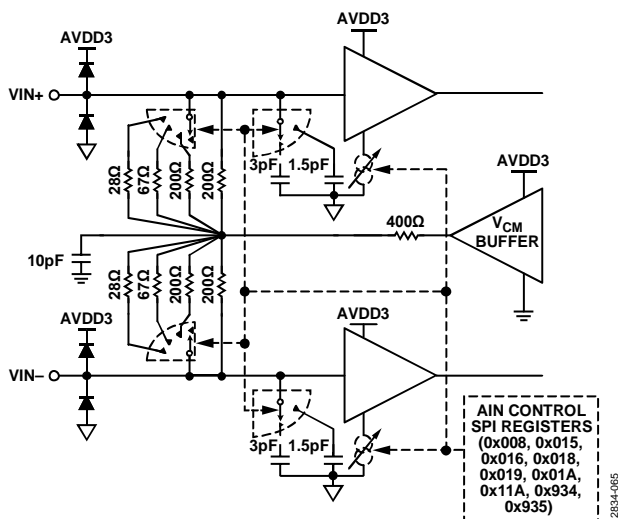 AVDD3
AVDD3
VIN+
3pF 1.5pF
28Ω
67Ω
200Ω
200Ω
AVDD3
400Ω
VCM
BUFFER
10pF
28Ω
67Ω
200Ω
200Ω
AVDD3
AVDD3
VIN–
3pF 1.5pF
AIN CONTROL
SPI REGISTERS
(0x008, 0x015,
0x016, 0x018,
0x019, 0x01A,
0x11A, 0x934,
0x935)
2834-065